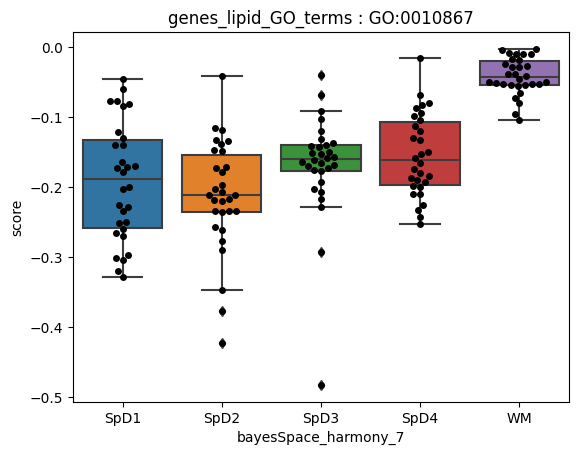 genes_lipid_GO_terms : GO:0010867
0.0
−0.1
−0.2
−0.3
−0.4
−0.5
score
SpD1 SpD2 SpD3 SpD4 WM
bayesSpace_harmony_7